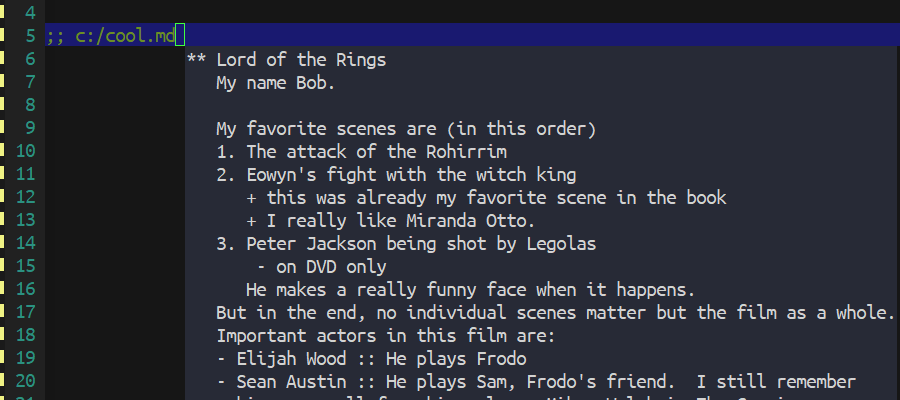 4
5 ;; c:/cool.md
6 ** Lord of the Rings
7 My name Bob.
8
9 My favorite scenes are (in this order)
10 1. The attack of the Rohirrim
11 2. Eowyn's fight with the witch king
12 + this was already my favorite scene in the book
13 + I really like Miranda Otto.
14 3. Peter Jackson being shot by Legolas
15 - on DVD only
16 He makes a really funny face when it happens.
17 But in the end, no individual scenes matter but the film as a whole.
18 Important actors in this film are:
19 - Elijah Wood :: He plays Frodo
20 - Sean Austin :: He plays Sam, Frodo's friend.  I still remember